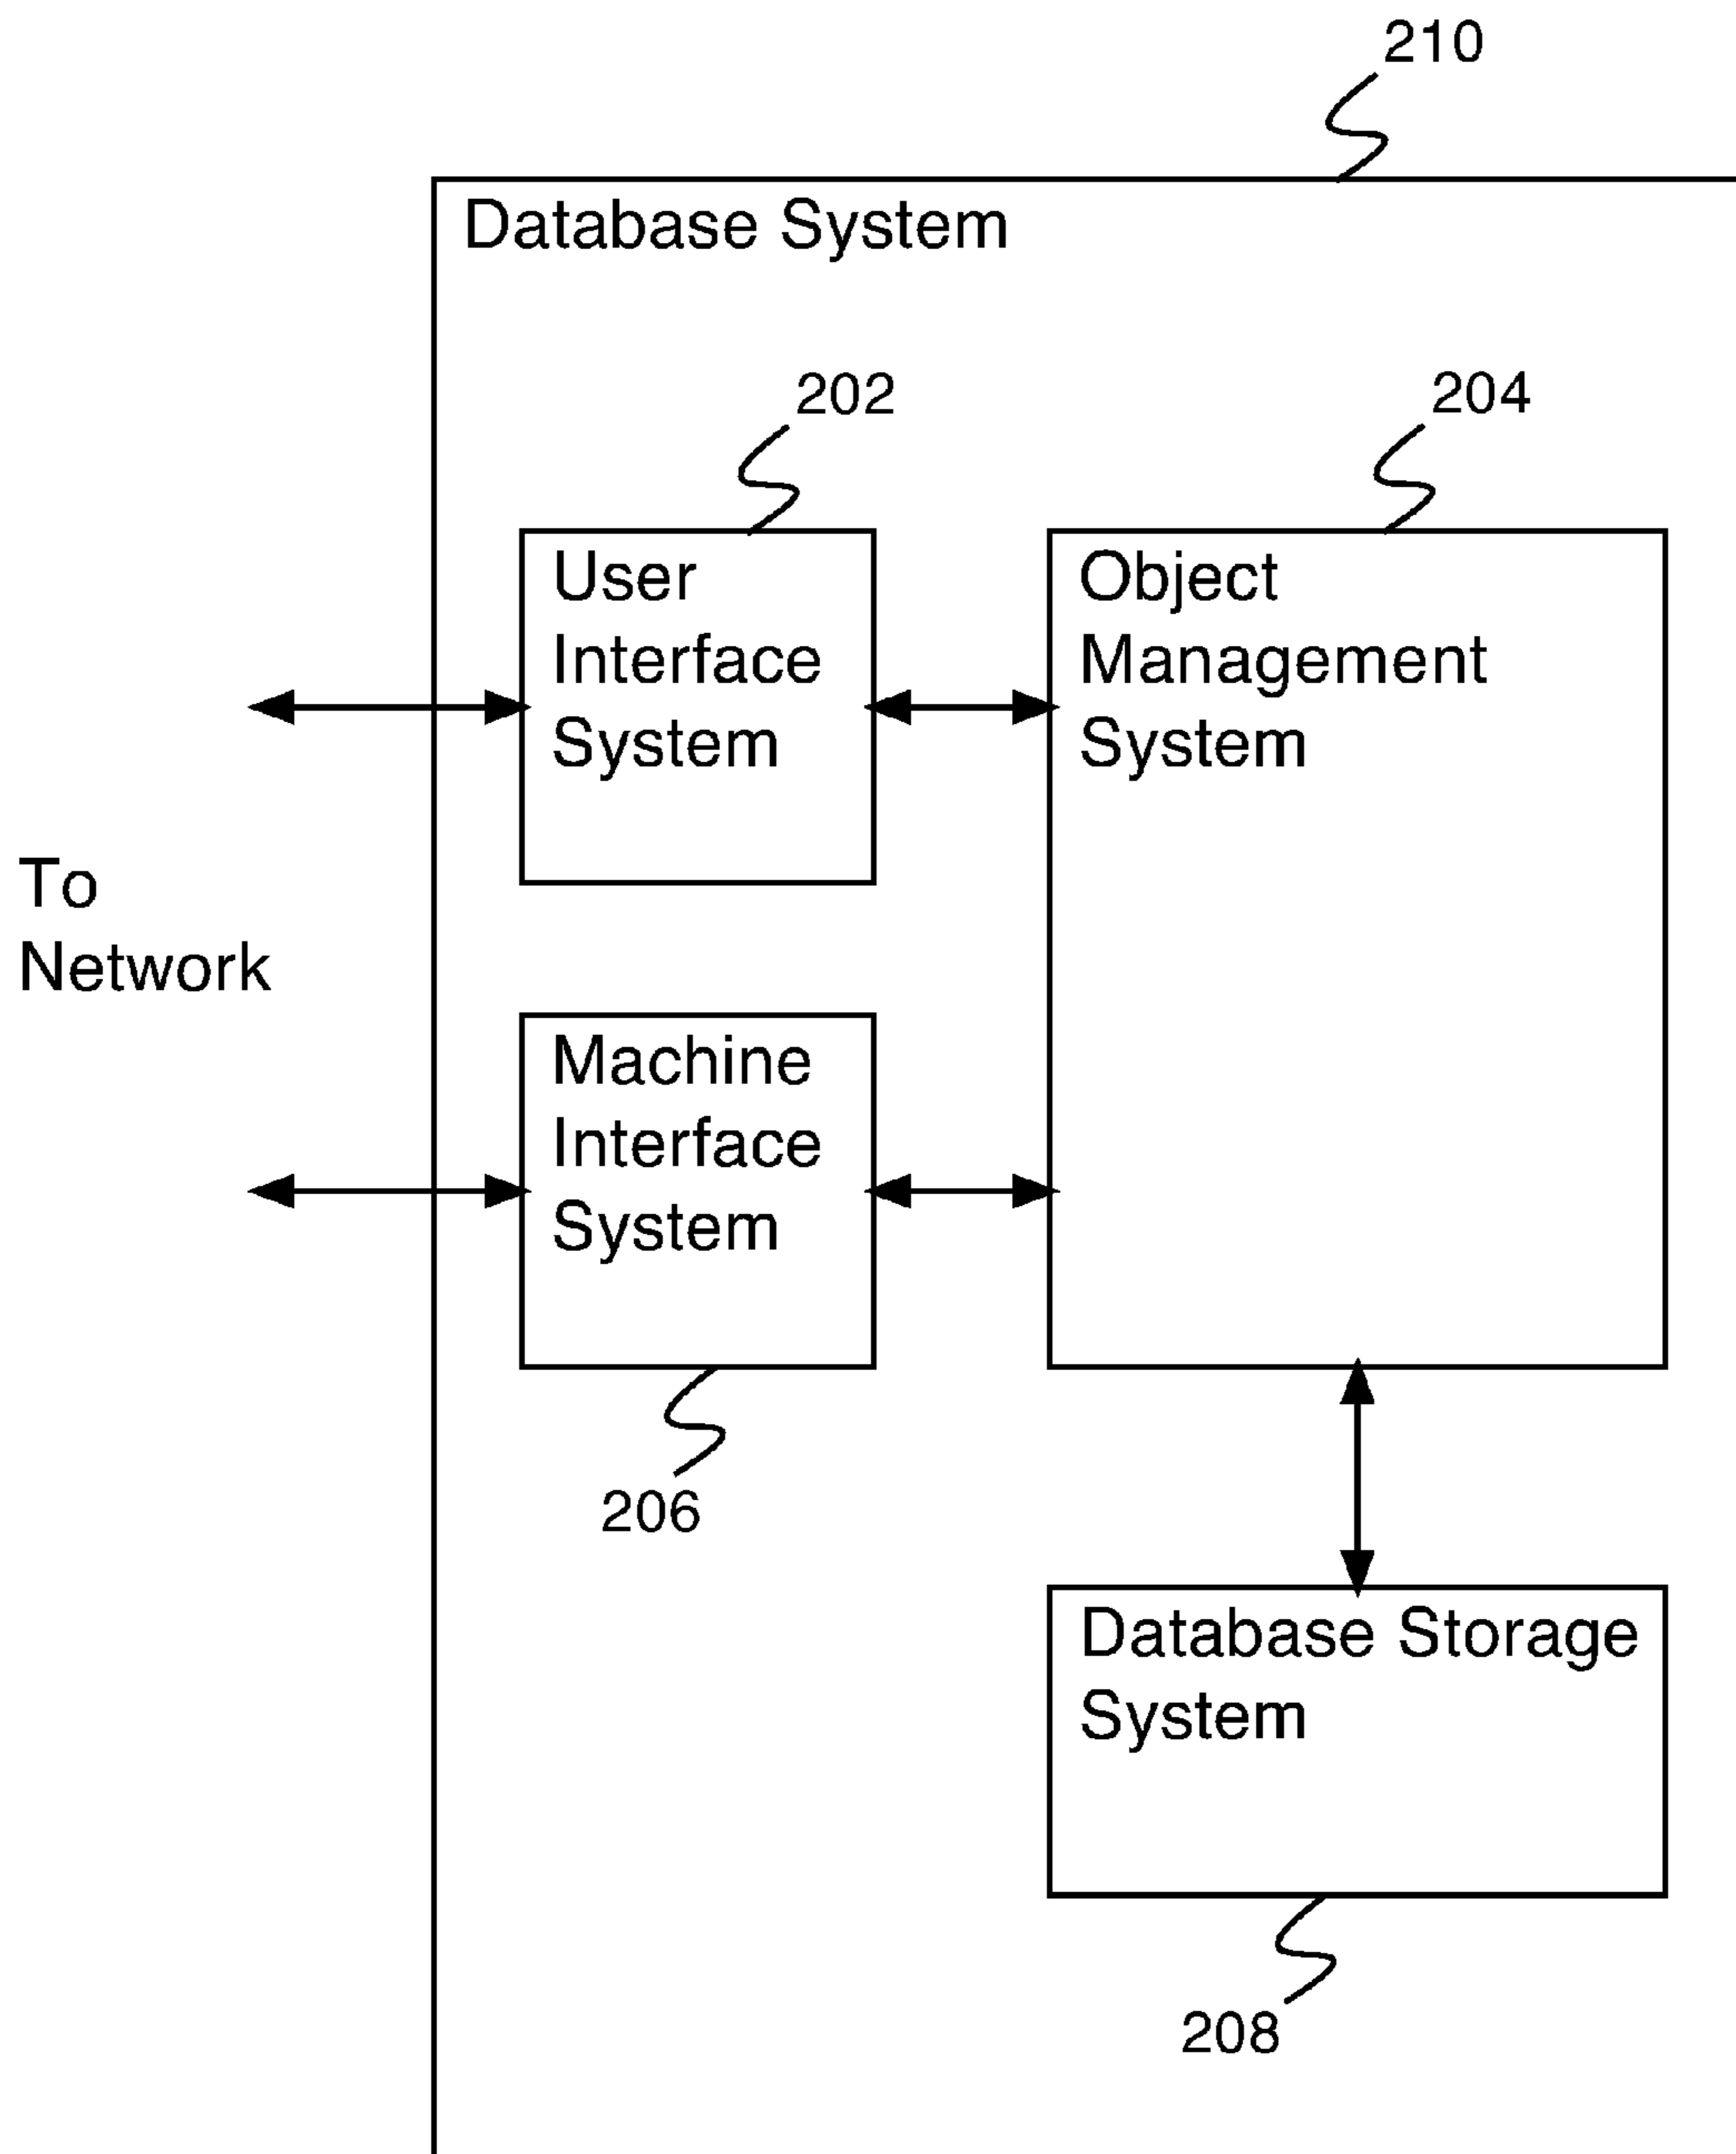 210
Database System
202
204
User
Interface
System
Object
Management
System
To
Network
Machine
Interface
System
206
Database Storage
System
208